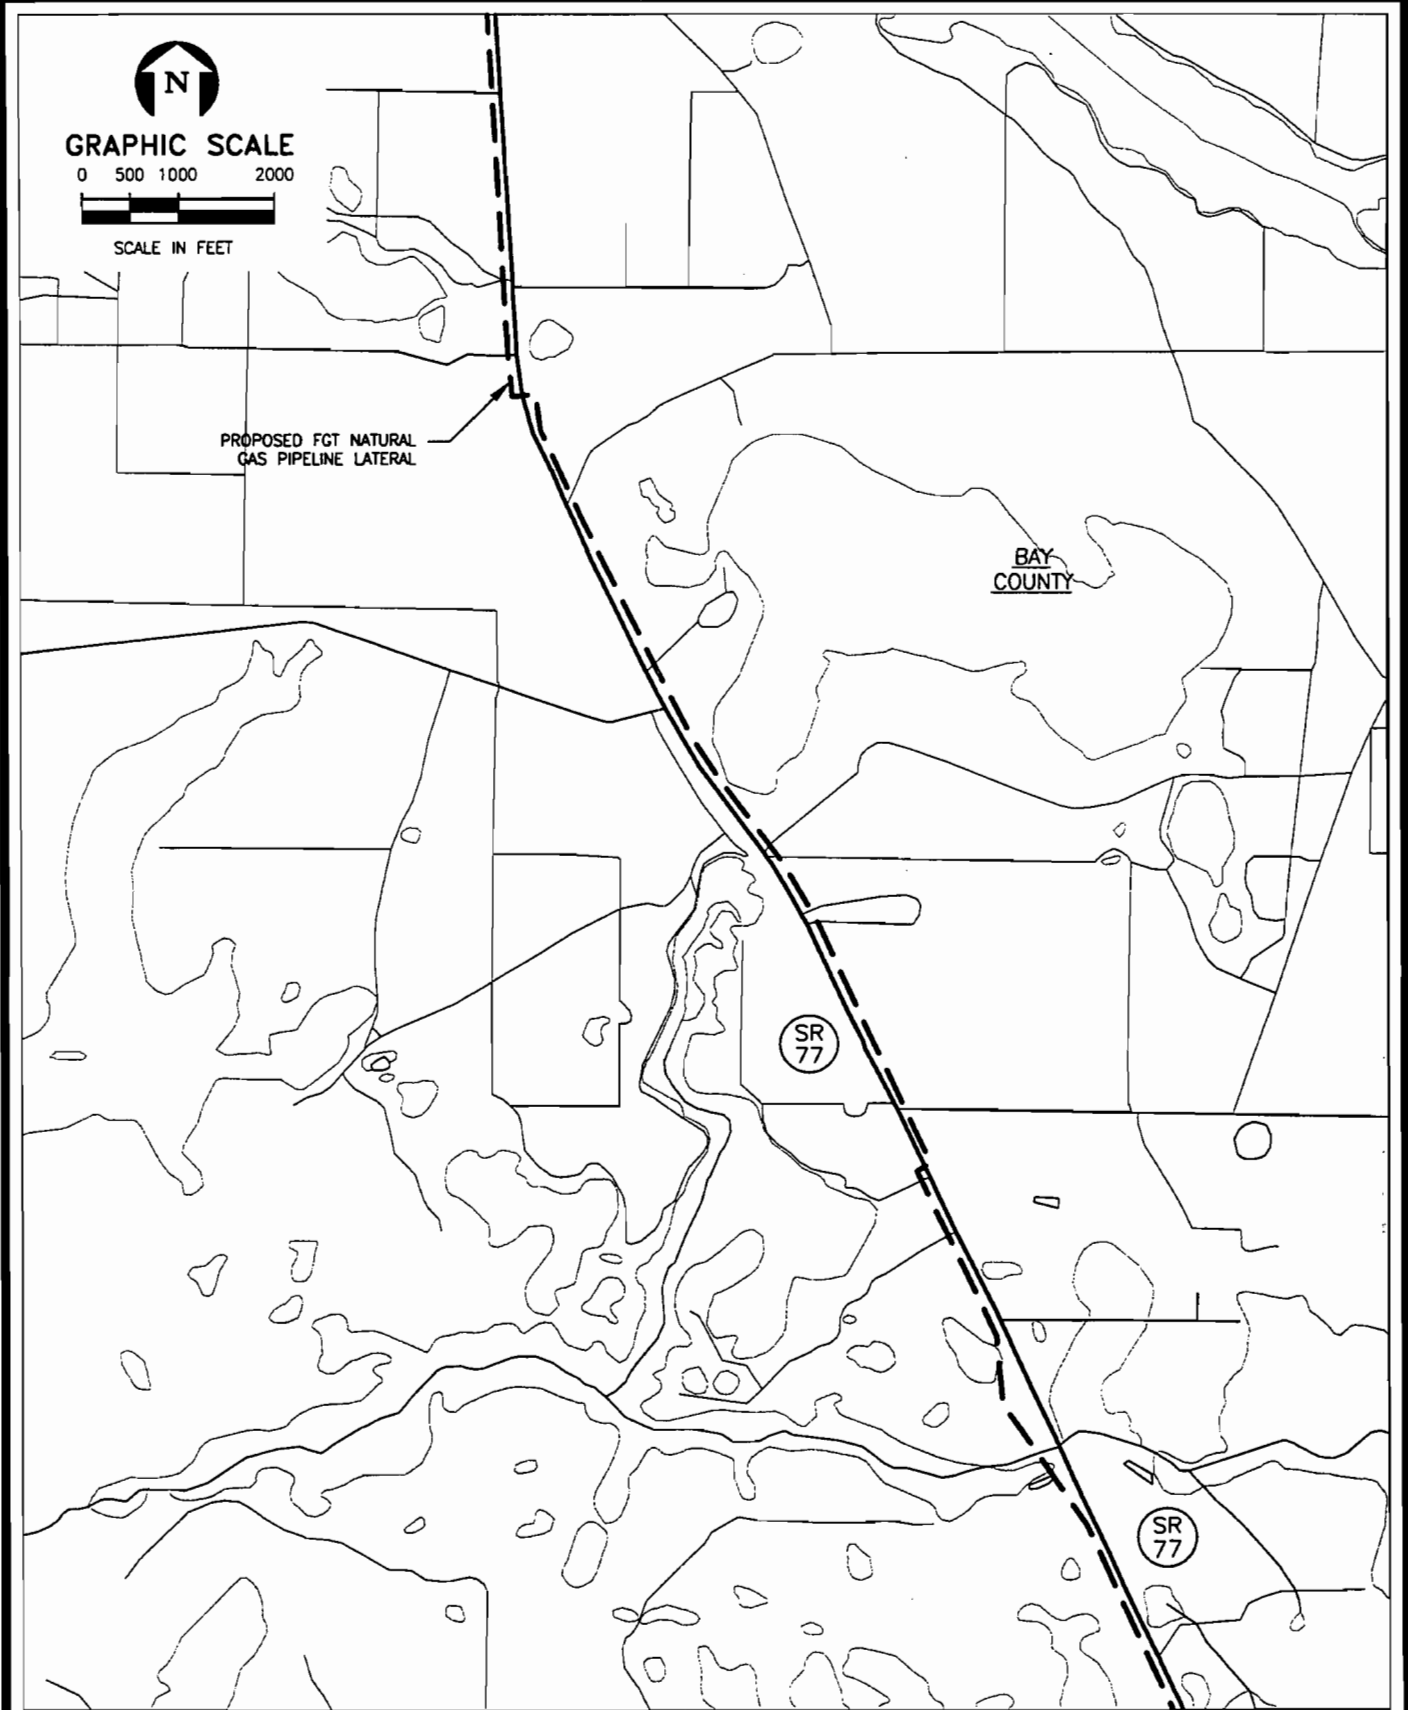 N
GRAPHIC SCALE
0 500 1000 2000
SCALE IN FEET
PROPOSED FGT NATURAL
GAS PIPELINE LATERAL
BAY
COUNTY
SR
77
SR
77